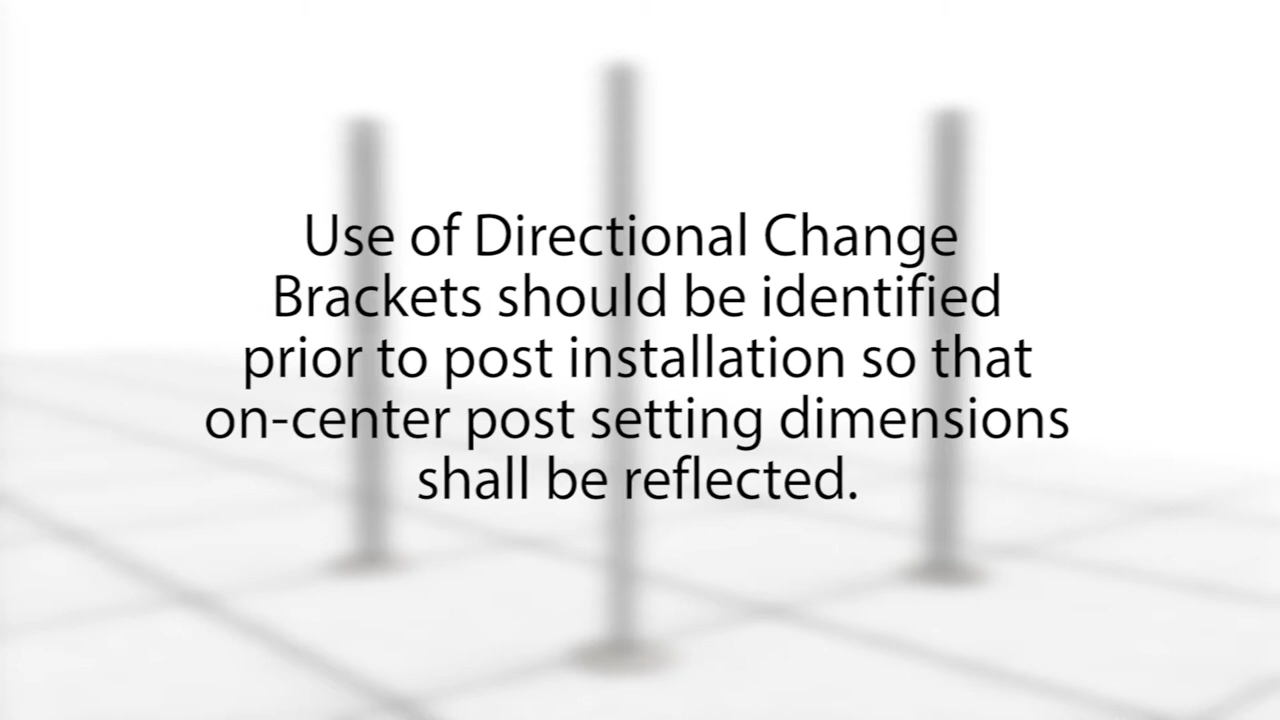 Use of Directional Change
Brackets should be identified
prior to post installation so that
on-center post setting dimensions
shall be reflected.